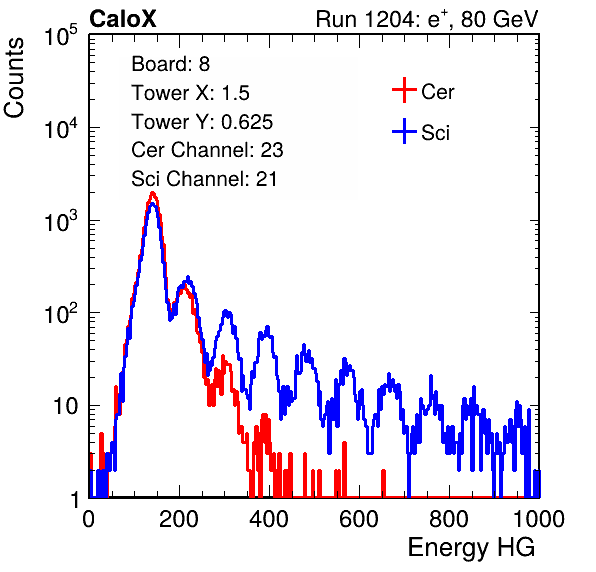 CaloX Run 1204: e⁺, 80 GeV
Counts
10⁵
10⁴
10³
10²
10
1
Board: 8
Tower X: 1.5
Tower Y: 0.625
Cer Channel: 23
Sci Channel: 21
Cer
Sci
0 200 400 600 800 1000
Energy HG